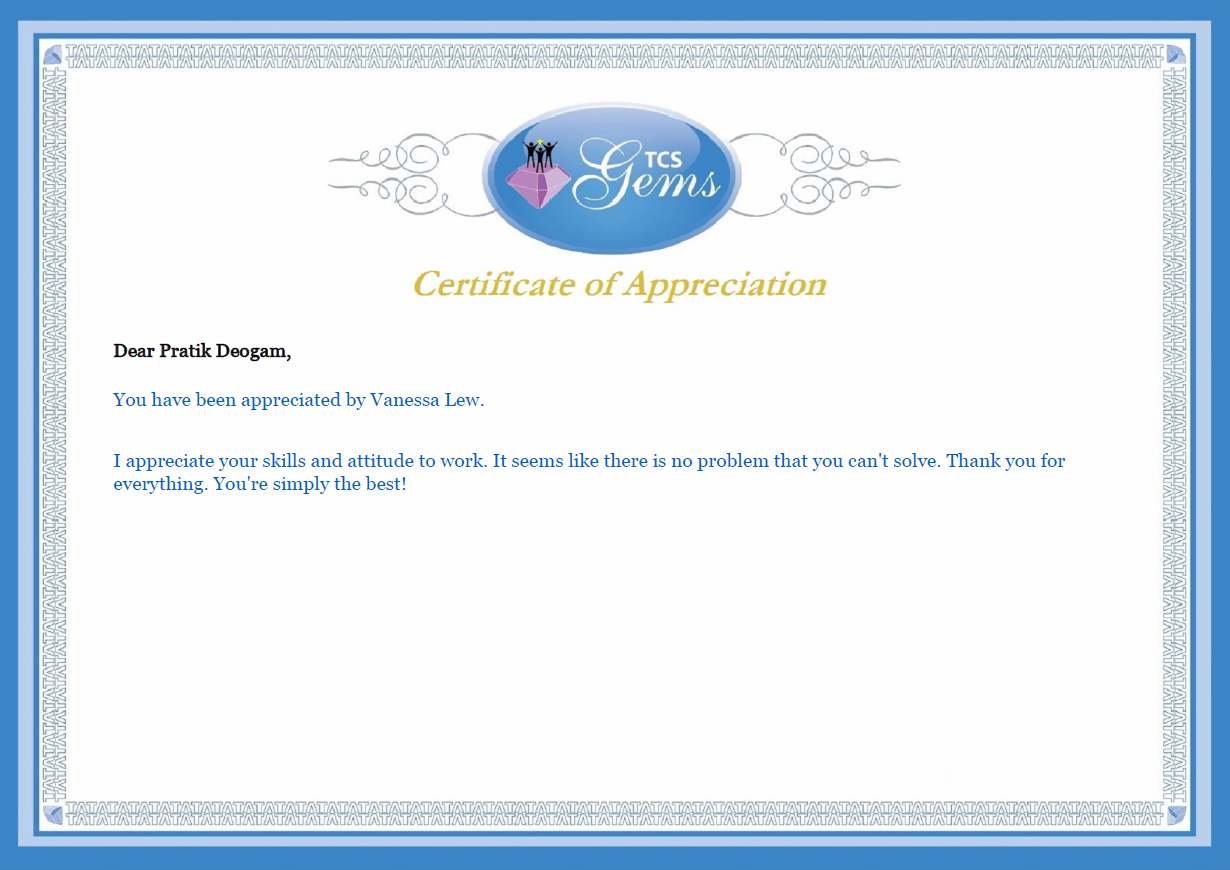 TATATATATATATATATATATATATATATATATATATATATATATATATATATATATATATATATATATATATAT
TCS
Gems
Certificate of Appreciation
Dear Pratik Deogam,
You have been appreciated by Vanessa Lew.
I appreciate your skills and attitude to work. It seems like there is no problem that you can't solve. Thank you for
everything. You're simply the best!